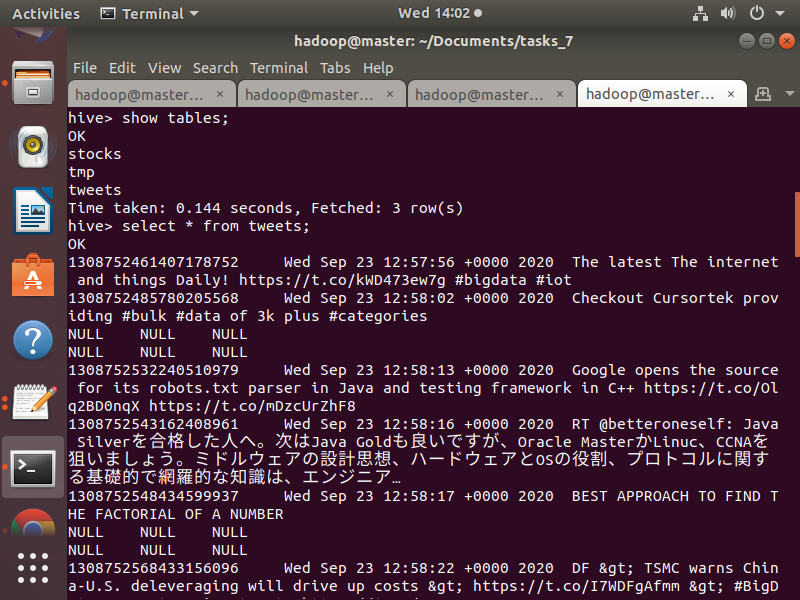 Activities Terminal Wed 14:02
hadoop@master: ~/Documents/tasks_7
File Edit View Search Terminal Tabs Help
hadoop@master... × hadoop@master... × hadoop@master... × hadoop@master... ×
hive> show tables;
OK
stocks
tmp
tweets
Time taken: 0.144 seconds, Fetched: 3 row(s)
hive> select * from tweets;
OK
1308752461407178752 Wed Sep 23 12:57:56 +0000 2020 The latest The internet
and things Daily! https://t.co/kWD473ew7g #bigdata #iot
1308752485780205568 Wed Sep 23 12:58:02 +0000 2020 Checkout Cursortek prov
iding #bulk #data of 3k plus #categories
NULL NULL NULL
NULL NULL NULL
1308752532240510979 Wed Sep 23 12:58:13 +0000 2020 Google opens the source
for its robots.txt parser in Java and testing framework in C++ https://t.co/Ol
q2BD0nqX https://t.co/mDzcUrZhF8
1308752543162408961 Wed Sep 23 12:58:16 +0000 2020 RT @betteroneself: Java
Silverを合格した人へ。次はJava Goldも良いですが、Oracle MasterかLinuc、CCNAを
狙いましょう。ミドルウェアの設計思想、ハードウェアとOSの役割、プロトコルに関す
る基礎的で網羅的な知識は、エンジニア…
1308752548434599937 Wed Sep 23 12:58:17 +0000 2020 BEST APPROACH TO FIND T
HE FACTORIAL OF A NUMBER
NULL NULL NULL
NULL NULL NULL
1308752568433156096 Wed Sep 23 12:58:22 +0000 2020 DF &gt; TSMC warns Chin
a-U.S. deleveraging will drive up costs &gt; https://t.co/I7WDFgAfmm &gt; #BigD